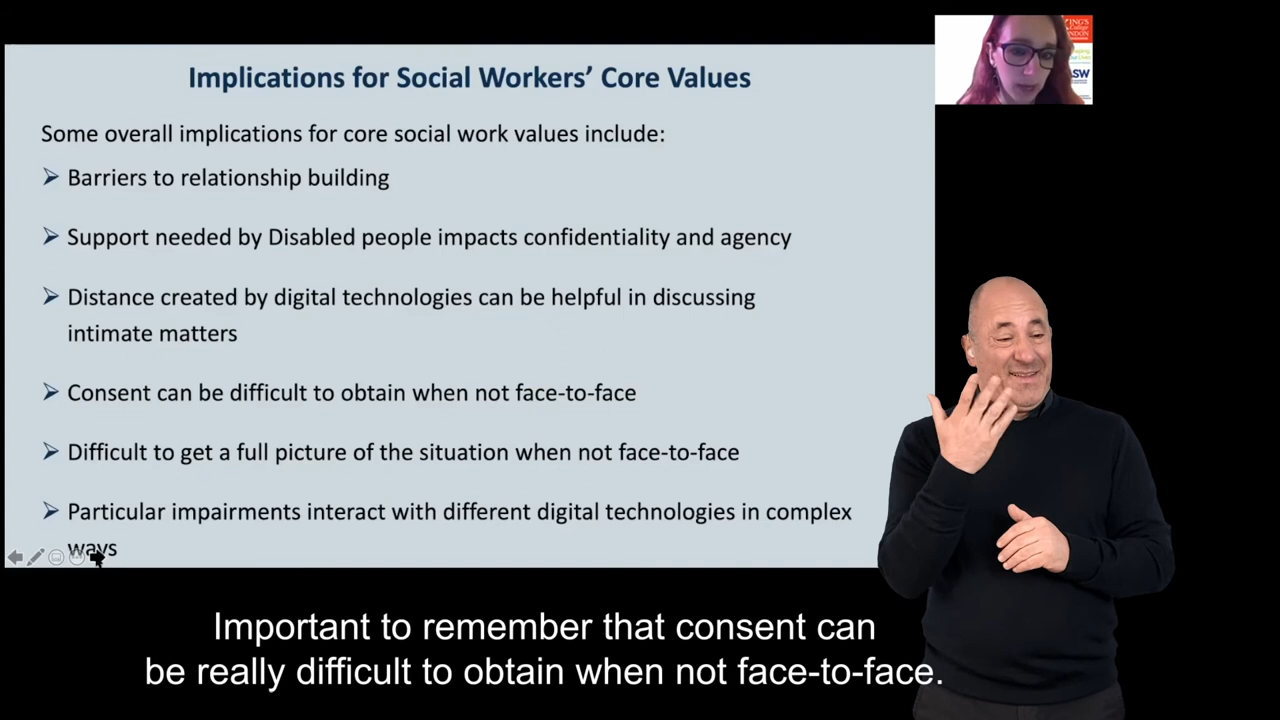 Implications for Social Workers' Core Values
Some overall implications for core social work values include:
➢ Barriers to relationship building
➢ Support needed by Disabled people impacts confidentiality and agency
➢ Distance created by digital technologies can be helpful in discussing
intimate matters
➢ Consent can be difficult to obtain when not face-to-face
➢ Difficult to get a full picture of the situation when not face-to-face
➢ Particular impairments interact with different digital technologies in complex
ways
ING'S
College
ONDON
SW
Important to remember that consent can
be really difficult to obtain when not face-to-face.